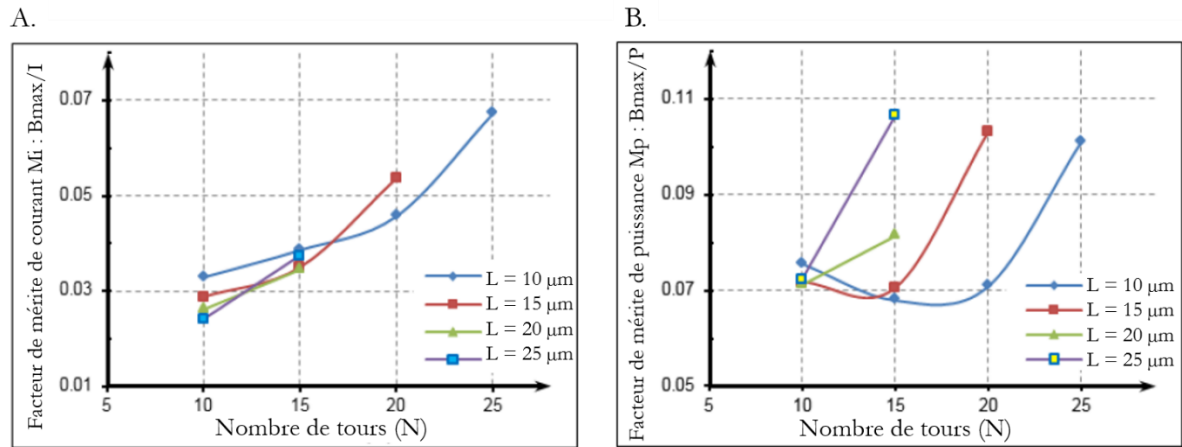 A.
Facteur de mérite de courant Mi : Bmax/I
0.07
0.05
0.03
0.01
5
10
15
20
25
Nombre de tours (N)
L = 10 µm
L = 15 µm
L = 20 µm
L = 25 µm
B.
Facteur de mérite de puissance Mp : Bmax/P
0.11
0.09
0.07
0.05
5
10
15
20
25
Nombre de tours (N)
L = 10 µm
L = 15 µm
L = 20 µm
L = 25 µm